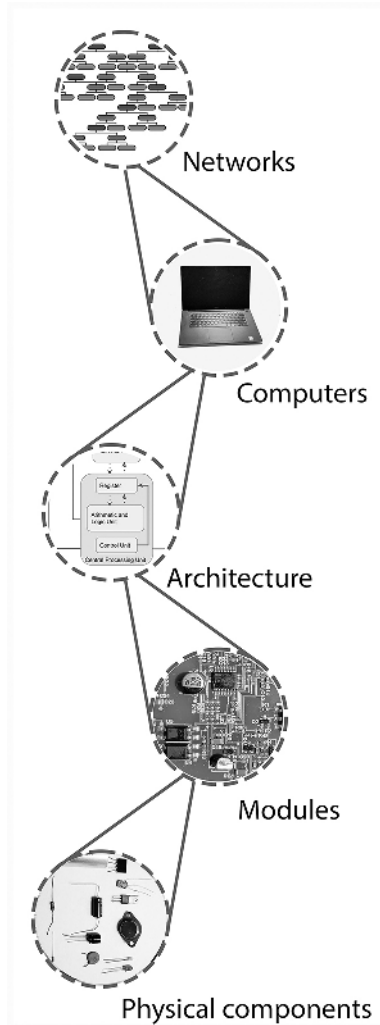 Networks
Computers
Register
Arithmetic and
Logic Unit
Control Unit
Central Processing Unit
Architecture
Modules
Physical components